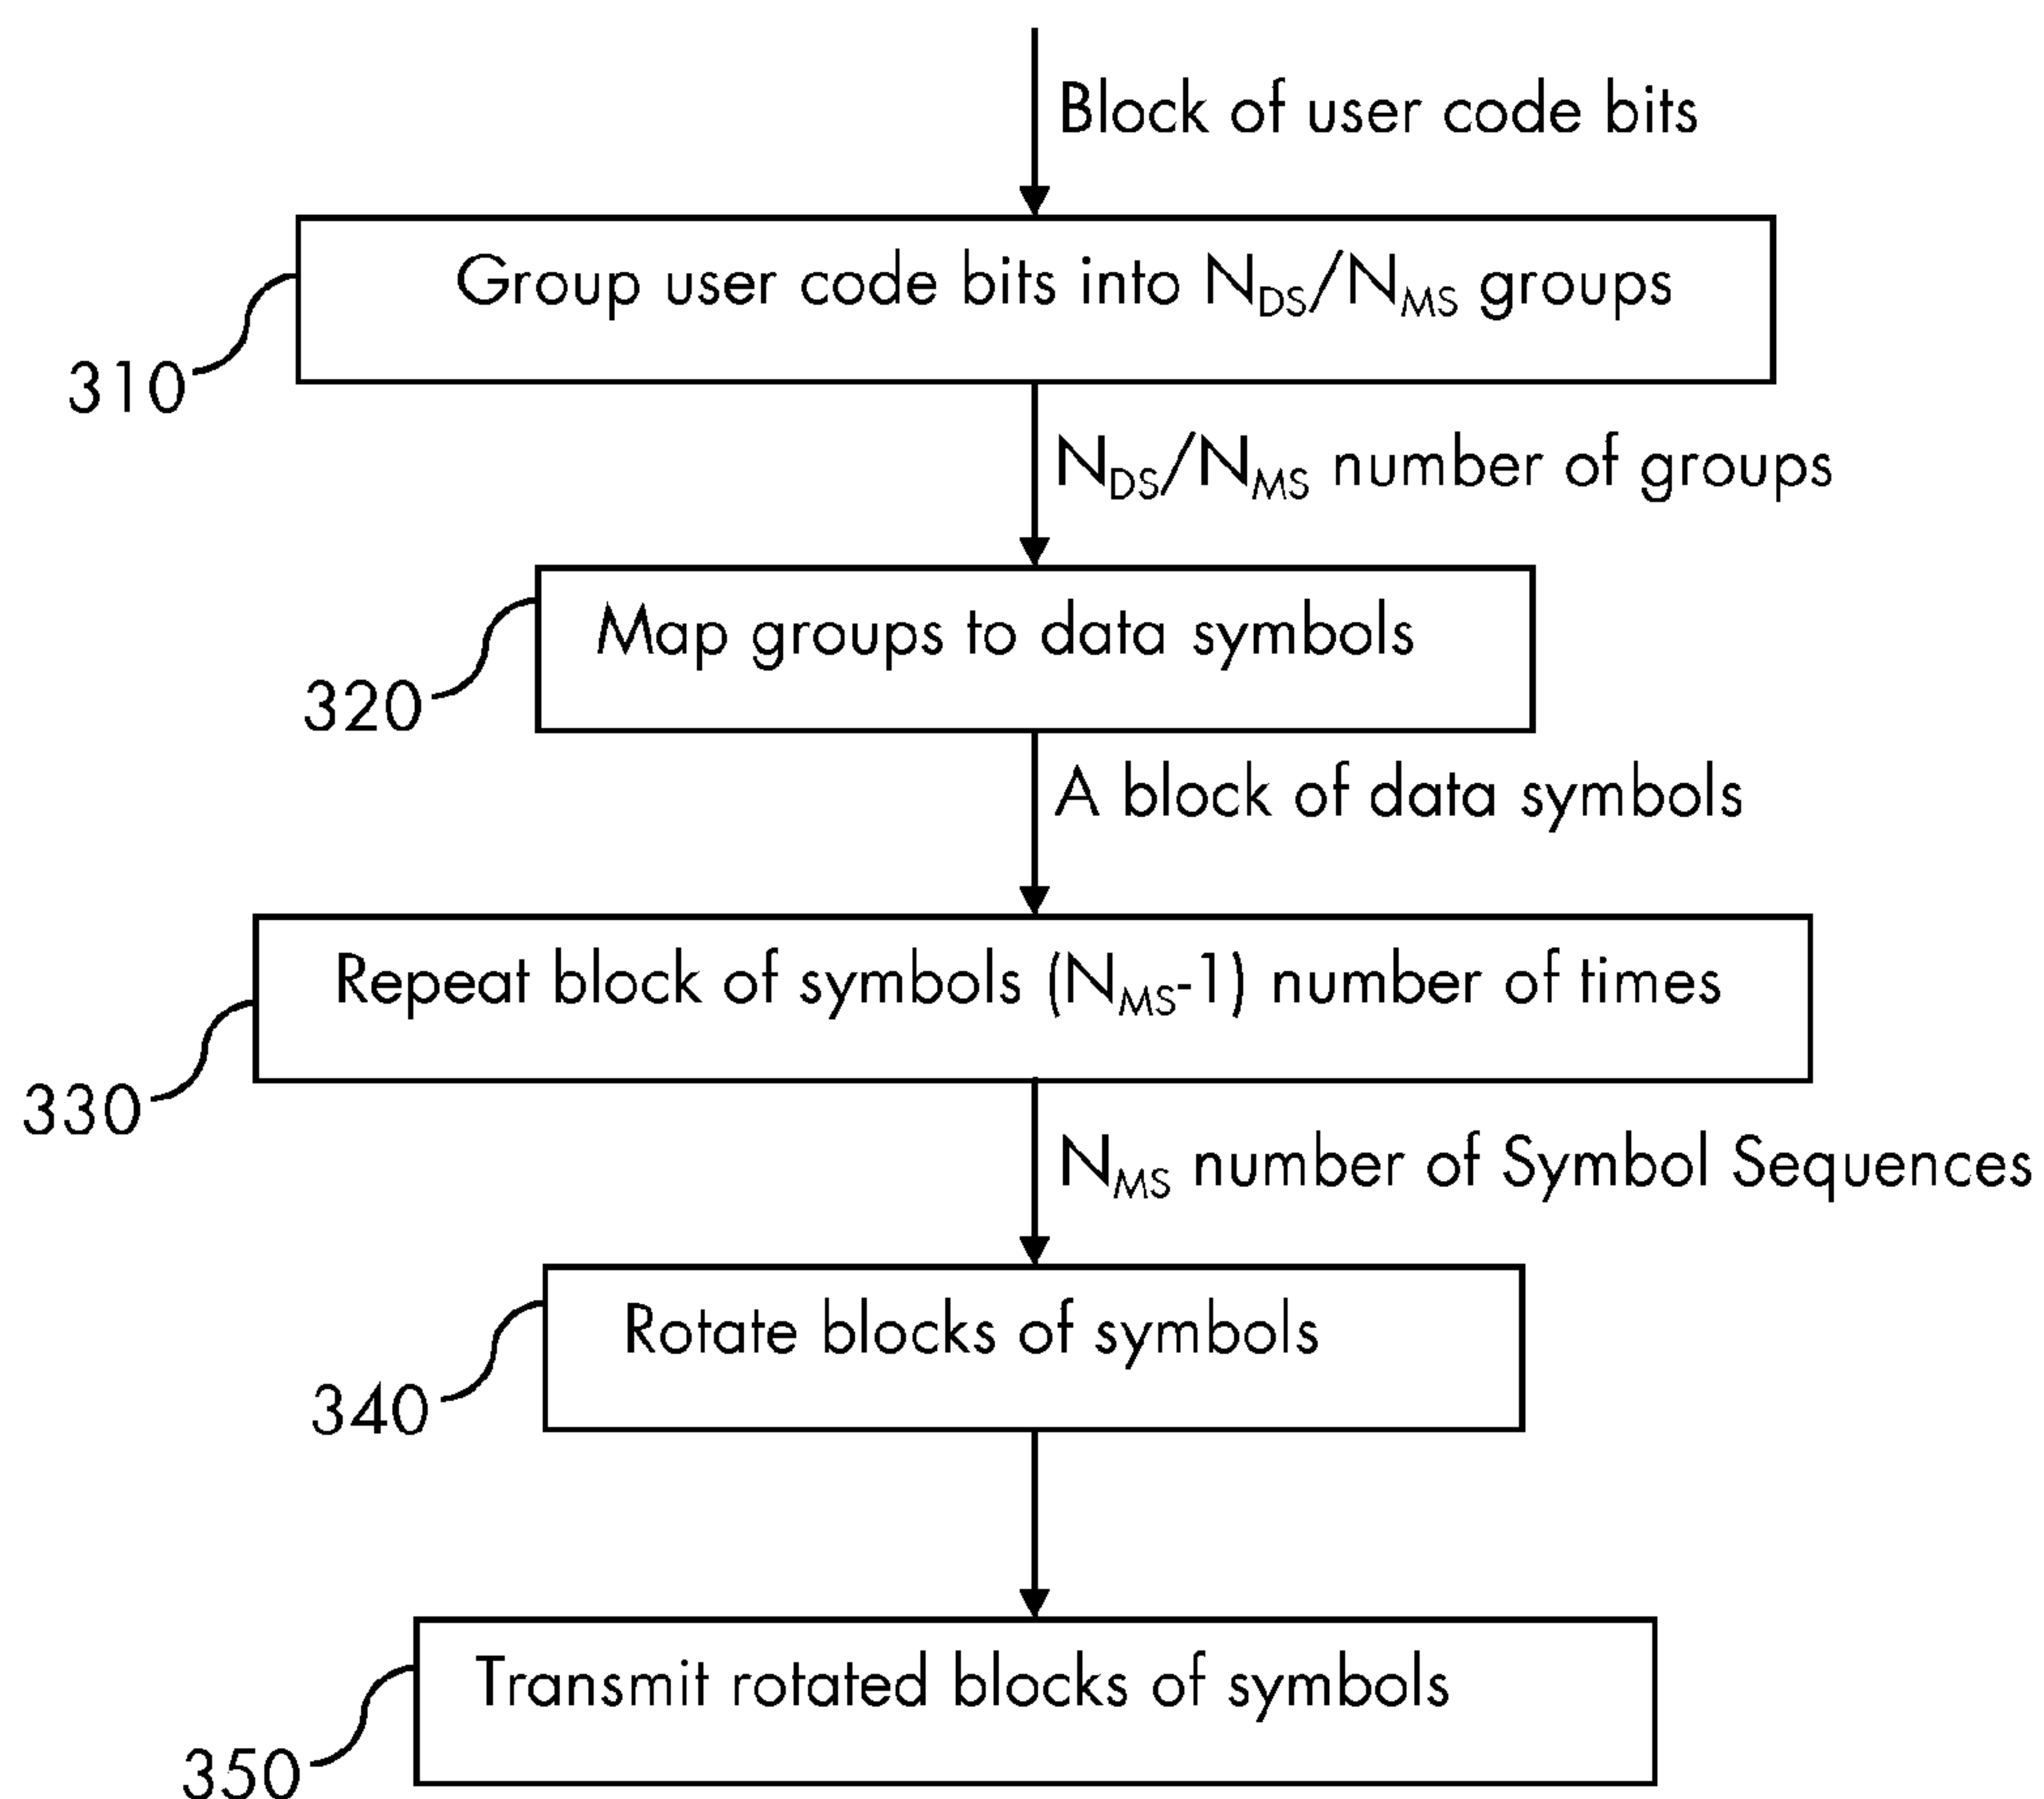 Block of user code bits
Group user code bits into N_DS/N_MS groups
310
N_DS/N_MS number of groups
Map groups to data symbols
320
A block of data symbols
Repeat block of symbols (N_MS-1) number of times
330
N_MS number of Symbol Sequences
Rotate blocks of symbols
340
Transmit rotated blocks of symbols
350